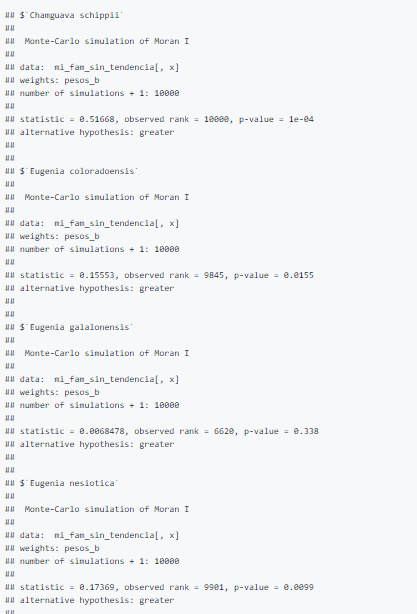 ## $`Chamguava schippii`
##
##  Monte-Carlo simulation of Moran I
##
## data:  mi_fam_sin_tendencia[, x]
## weights: pesos_b
## number of simulations + 1: 10000
##
## statistic = 0.51668, observed rank = 10000, p-value = 1e-04
## alternative hypothesis: greater
##
##
## $`Eugenia coloradoensis`
##
##  Monte-Carlo simulation of Moran I
##
## data:  mi_fam_sin_tendencia[, x]
## weights: pesos_b
## number of simulations + 1: 10000
##
## statistic = 0.15553, observed rank = 9845, p-value = 0.0155
## alternative hypothesis: greater
##
##
## $`Eugenia galalonensis`
##
##  Monte-Carlo simulation of Moran I
##
## data:  mi_fam_sin_tendencia[, x]
## weights: pesos_b
## number of simulations + 1: 10000
##
## statistic = 0.0068478, observed rank = 6620, p-value = 0.338
## alternative hypothesis: greater
##
##
## $`Eugenia nesiotica`
##
##  Monte-Carlo simulation of Moran I
##
## data:  mi_fam_sin_tendencia[, x]
## weights: pesos_b
## number of simulations + 1: 10000
##
## statistic = 0.17369, observed rank = 9901, p-value = 0.0099
## alternative hypothesis: greater
##